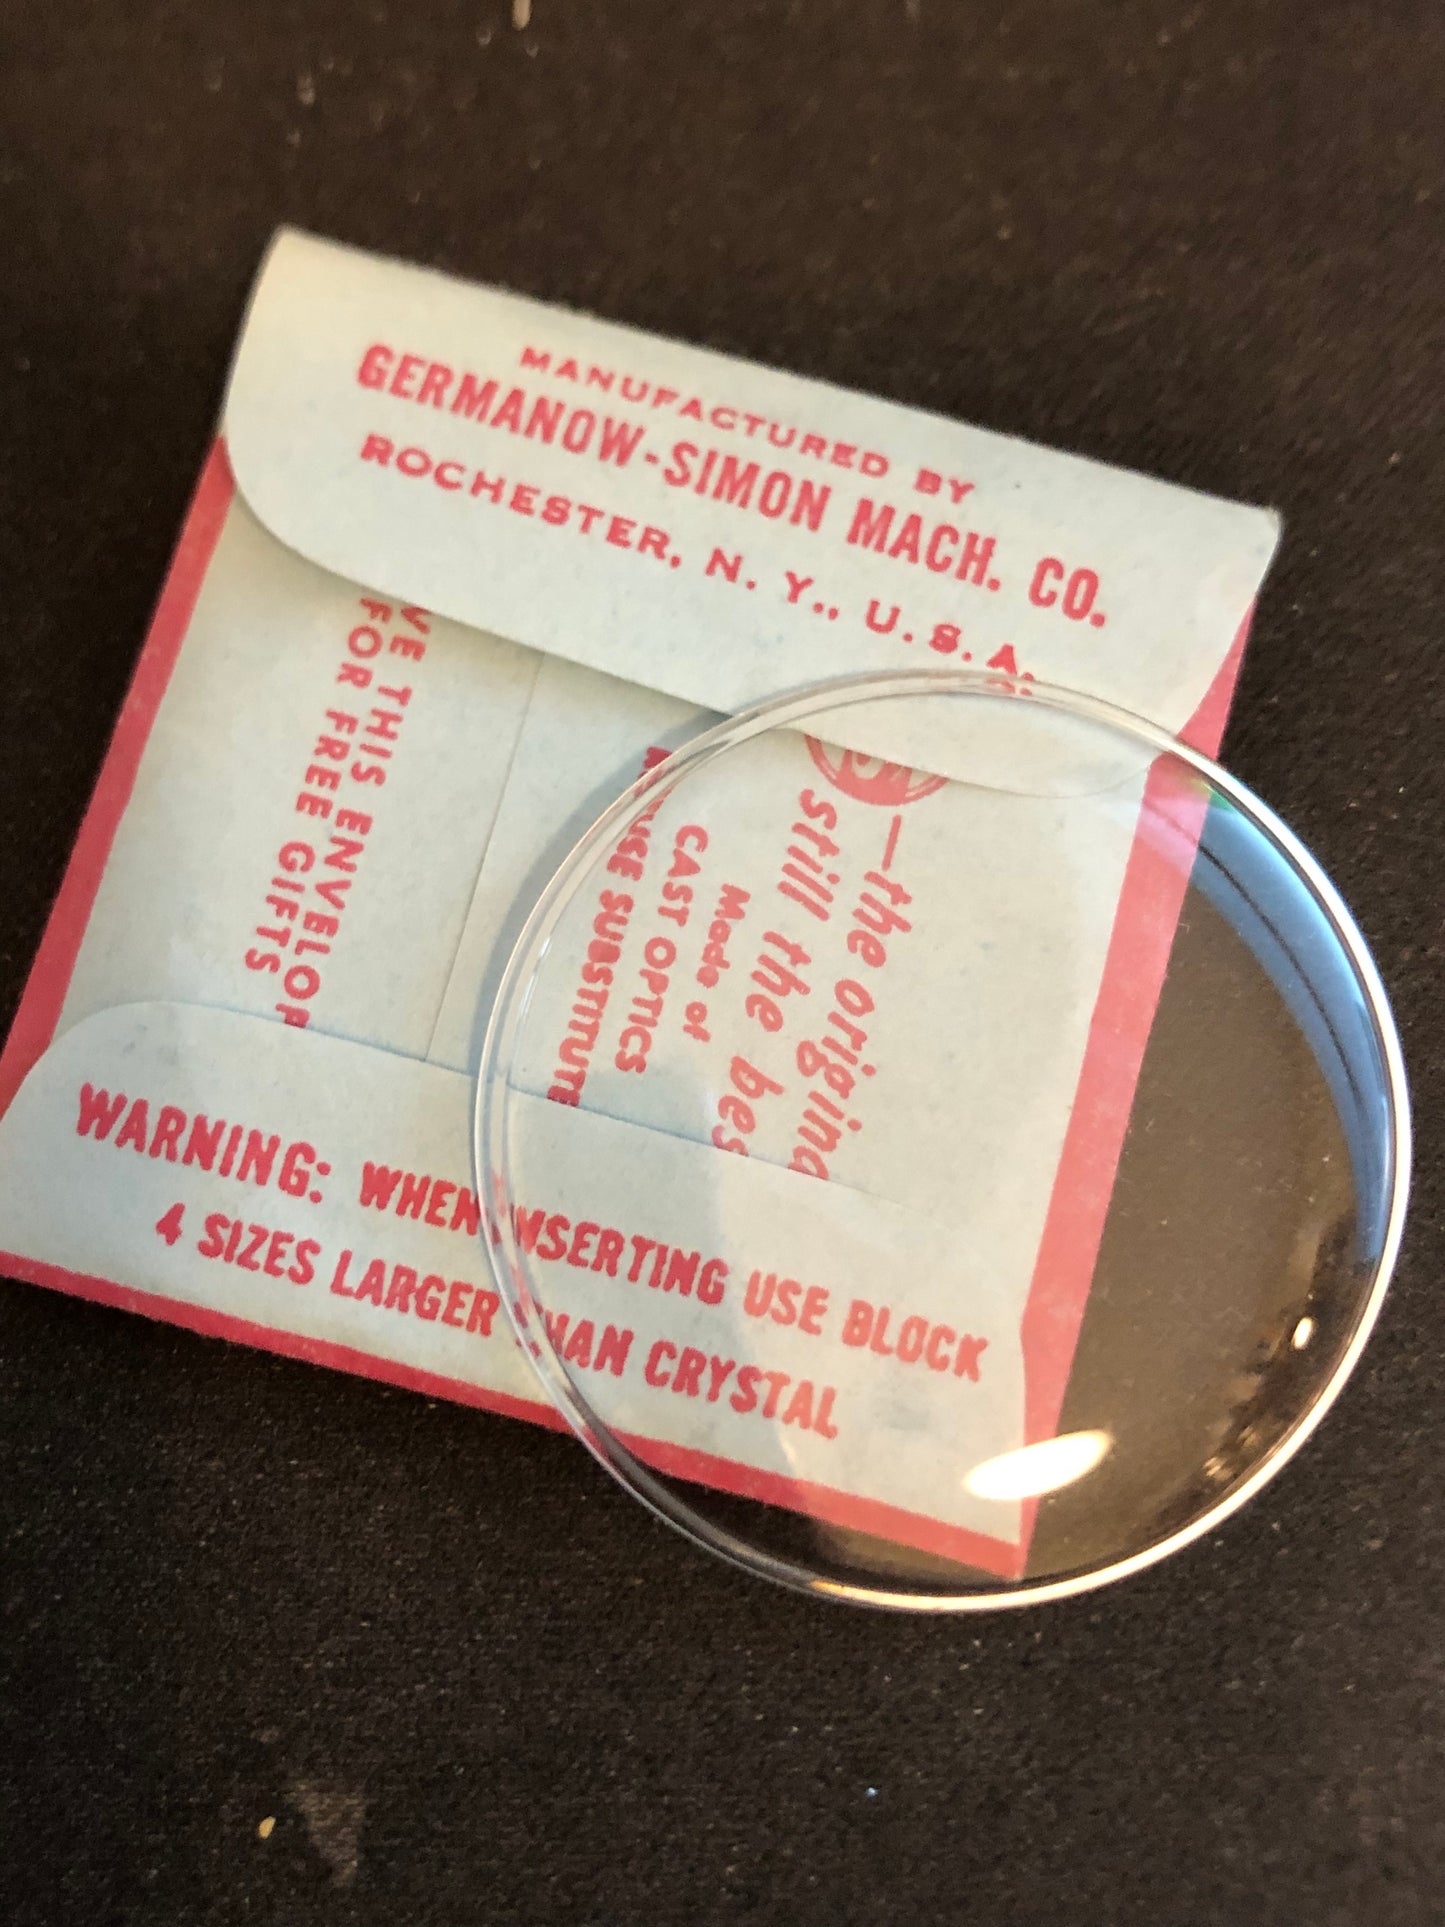 MANUFACTURED BY
GERMANOW-SIMON MACH. CO.
ROCHESTER, N. Y., U. S. A.
—the origina
still the bes
Made of
CAST OPTICS
USE SUBSTITUTE
VE THIS ENVELOP
FOR FREE GIFTS
WARNING: WHEN INSERTING USE BLOCK
4 SIZES LARGER THAN CRYSTAL